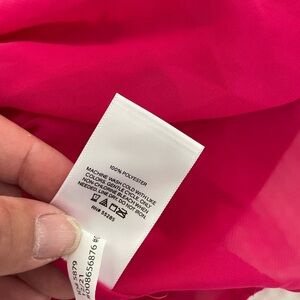 100% POLYESTER
MACHINE WASH COLD WITH LIKE
COLORS, GENTLE CYCLE. ONLY
NON-CHLORINE BLEACH WHEN
NEEDED. LINE DRY. DO NOT
IRON.
RN# 55285